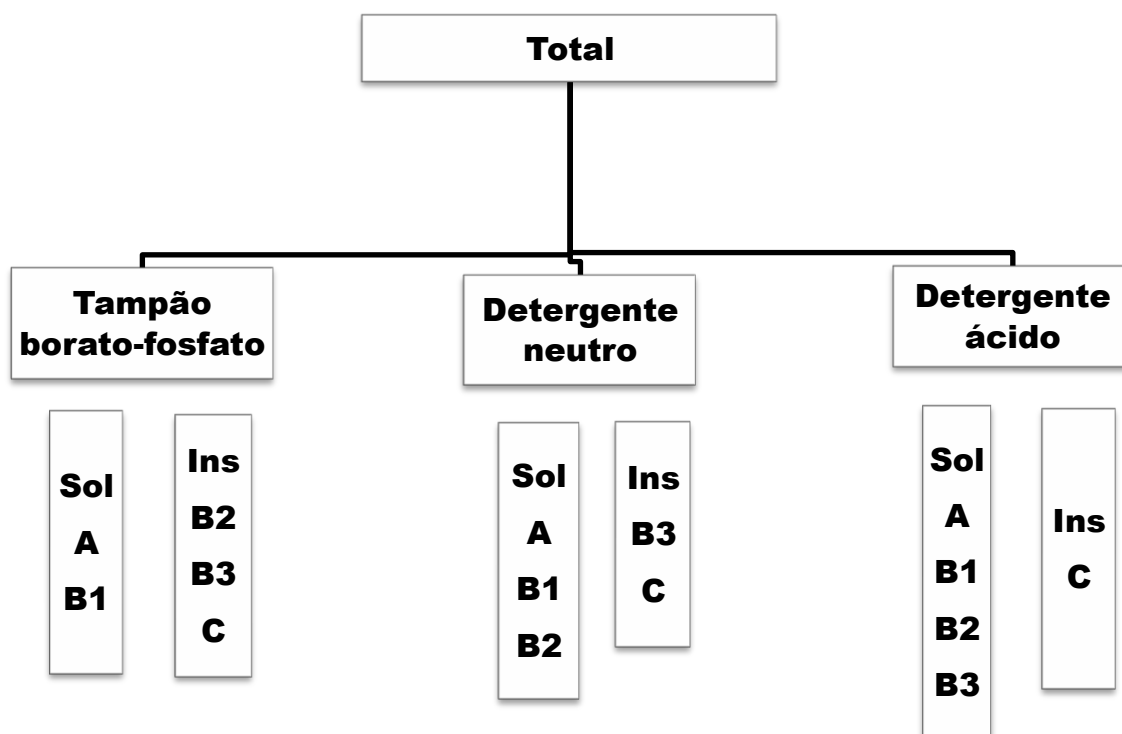 Total
Tampão
borato-fosfato
Detergente
neutro
Detergente
ácido
Sol
A
B1
Ins
B2
B3
C
Sol
A
B1
B2
Ins
B3
C
Sol
A
B1
B2
B3
Ins
C